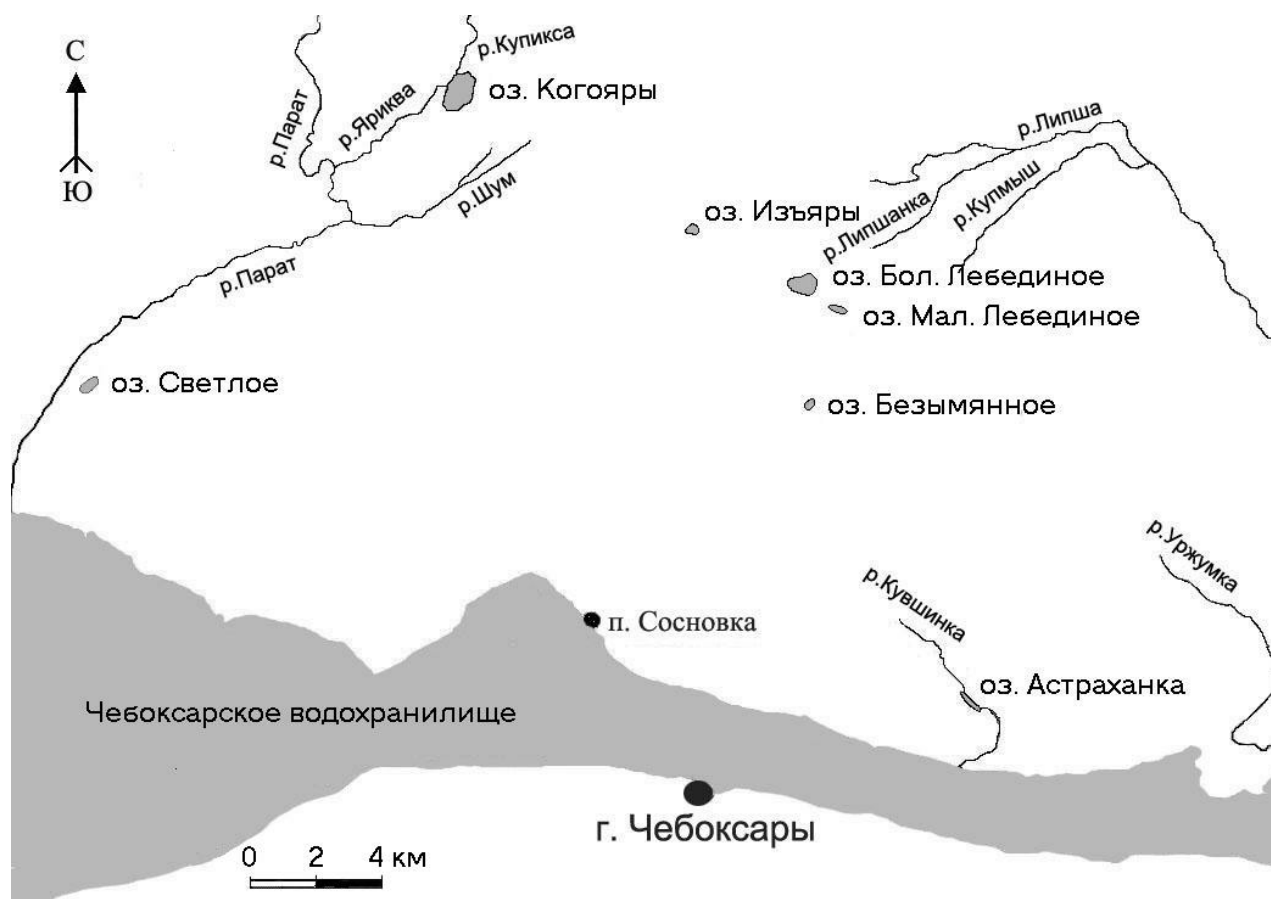 С
Ю
р.Купикса
оз. Когояры
р.Парат
р.Яриква
р.Шум
р.Парат
р.Липша
р.Липшанка
р.Купмыш
оз. Изъяры
оз. Бол. Лебединое
оз. Мал. Лебединое
оз. Светлое
оз. Безымянное
р.Уржумка
р.Кувшинка
п. Сосновка
оз. Астраханка
Чебоксарское водохранилище
г. Чебоксары
0 2 4 км